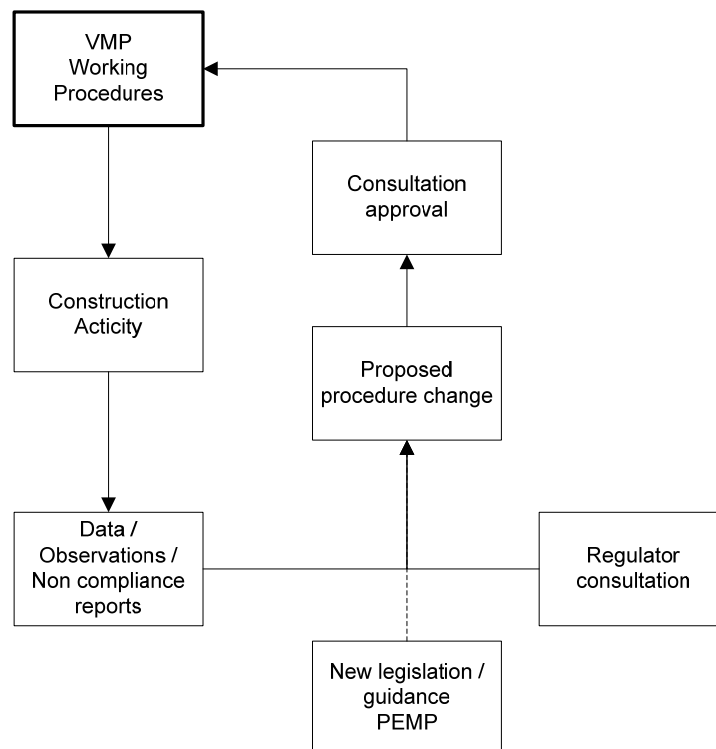 VMP
Working
Procedures
Consultation
approval
Construction
Acticity
Proposed
procedure change
Data /
Observations /
Non compliance
reports
Regulator
consultation
New legislation /
guidance
PEMP